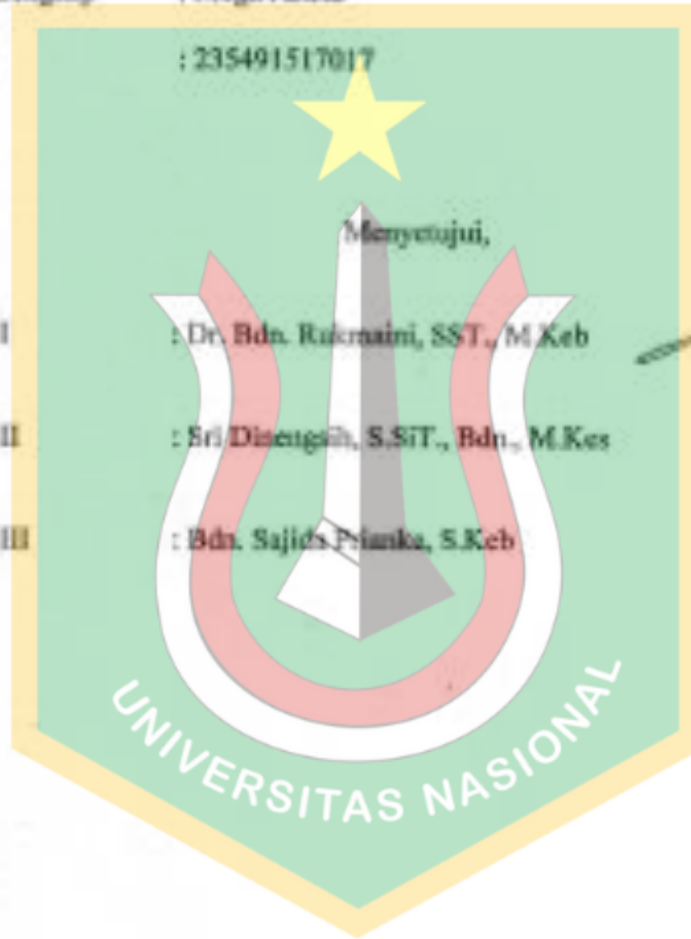 : 235491517017
Menyetujui,
I : Dr. Bdn. Rukmaini, SST., M.Keb
II : Sri Dinengsih, S.SiT., Bdn., M.Kes
III : Bdn. Sajida Prianka, S.Keb
UNIVERSITAS NASIONAL